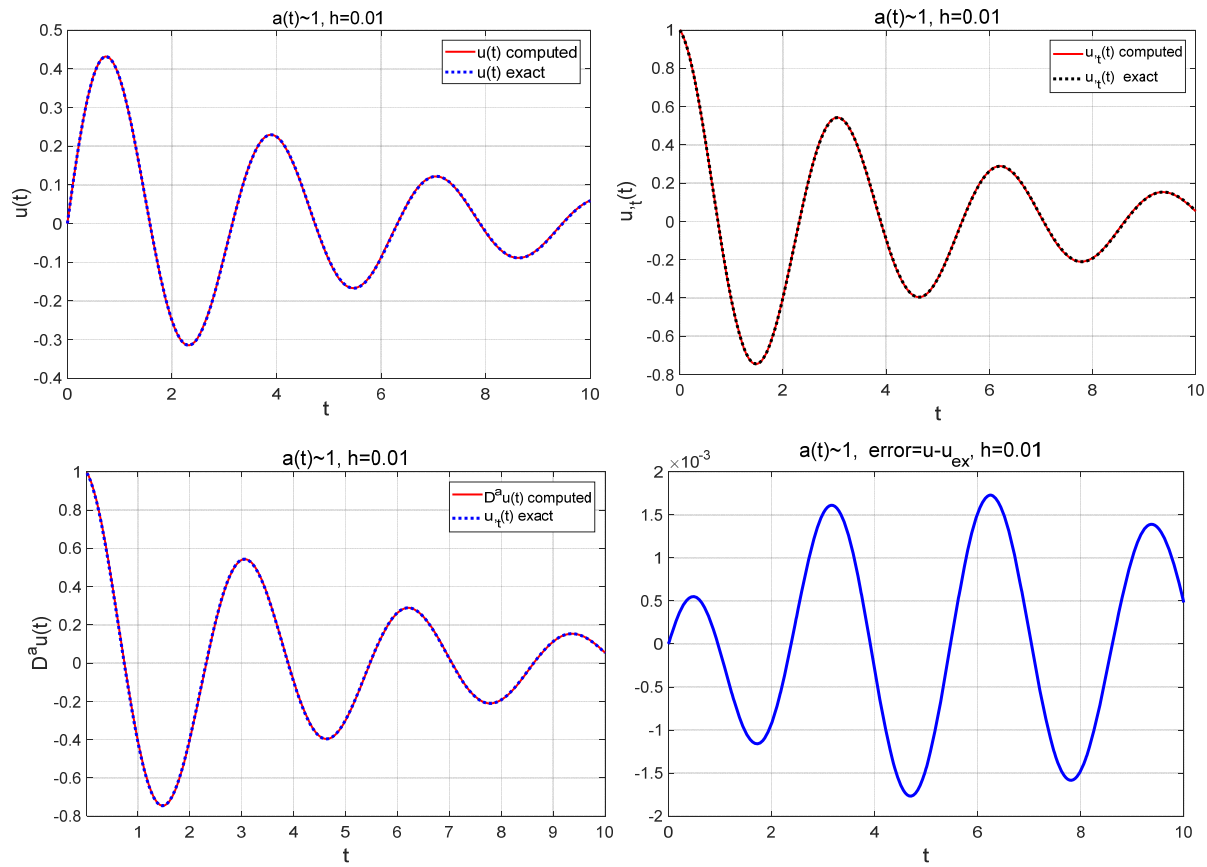 a(t)~1, h=0.01
0.5
0.4
0.3
0.2
0.1
0
-0.1
-0.2
-0.3
-0.4
u(t)
u(t) computed
u(t) exact
0 2 4 6 8 10
t
a(t)~1, h=0.01
1
0.8
0.6
0.4
0.2
0
-0.2
-0.4
-0.6
-0.8
u,t(t)
u,t(t) computed
u,t(t) exact
0 2 4 6 8 10
t
a(t)~1, h=0.01
1
0.8
0.6
0.4
0.2
0
-0.2
-0.4
-0.6
-0.8
Dau(t)
Dau(t) computed
u,t(t) exact
1 2 3 4 5 6 7 8 9 10
t
a(t)~1, error=u-uex, h=0.01
×10-3
2
1.5
1
0.5
0
-0.5
-1
-1.5
-2
0 2 4 6 8 10
t